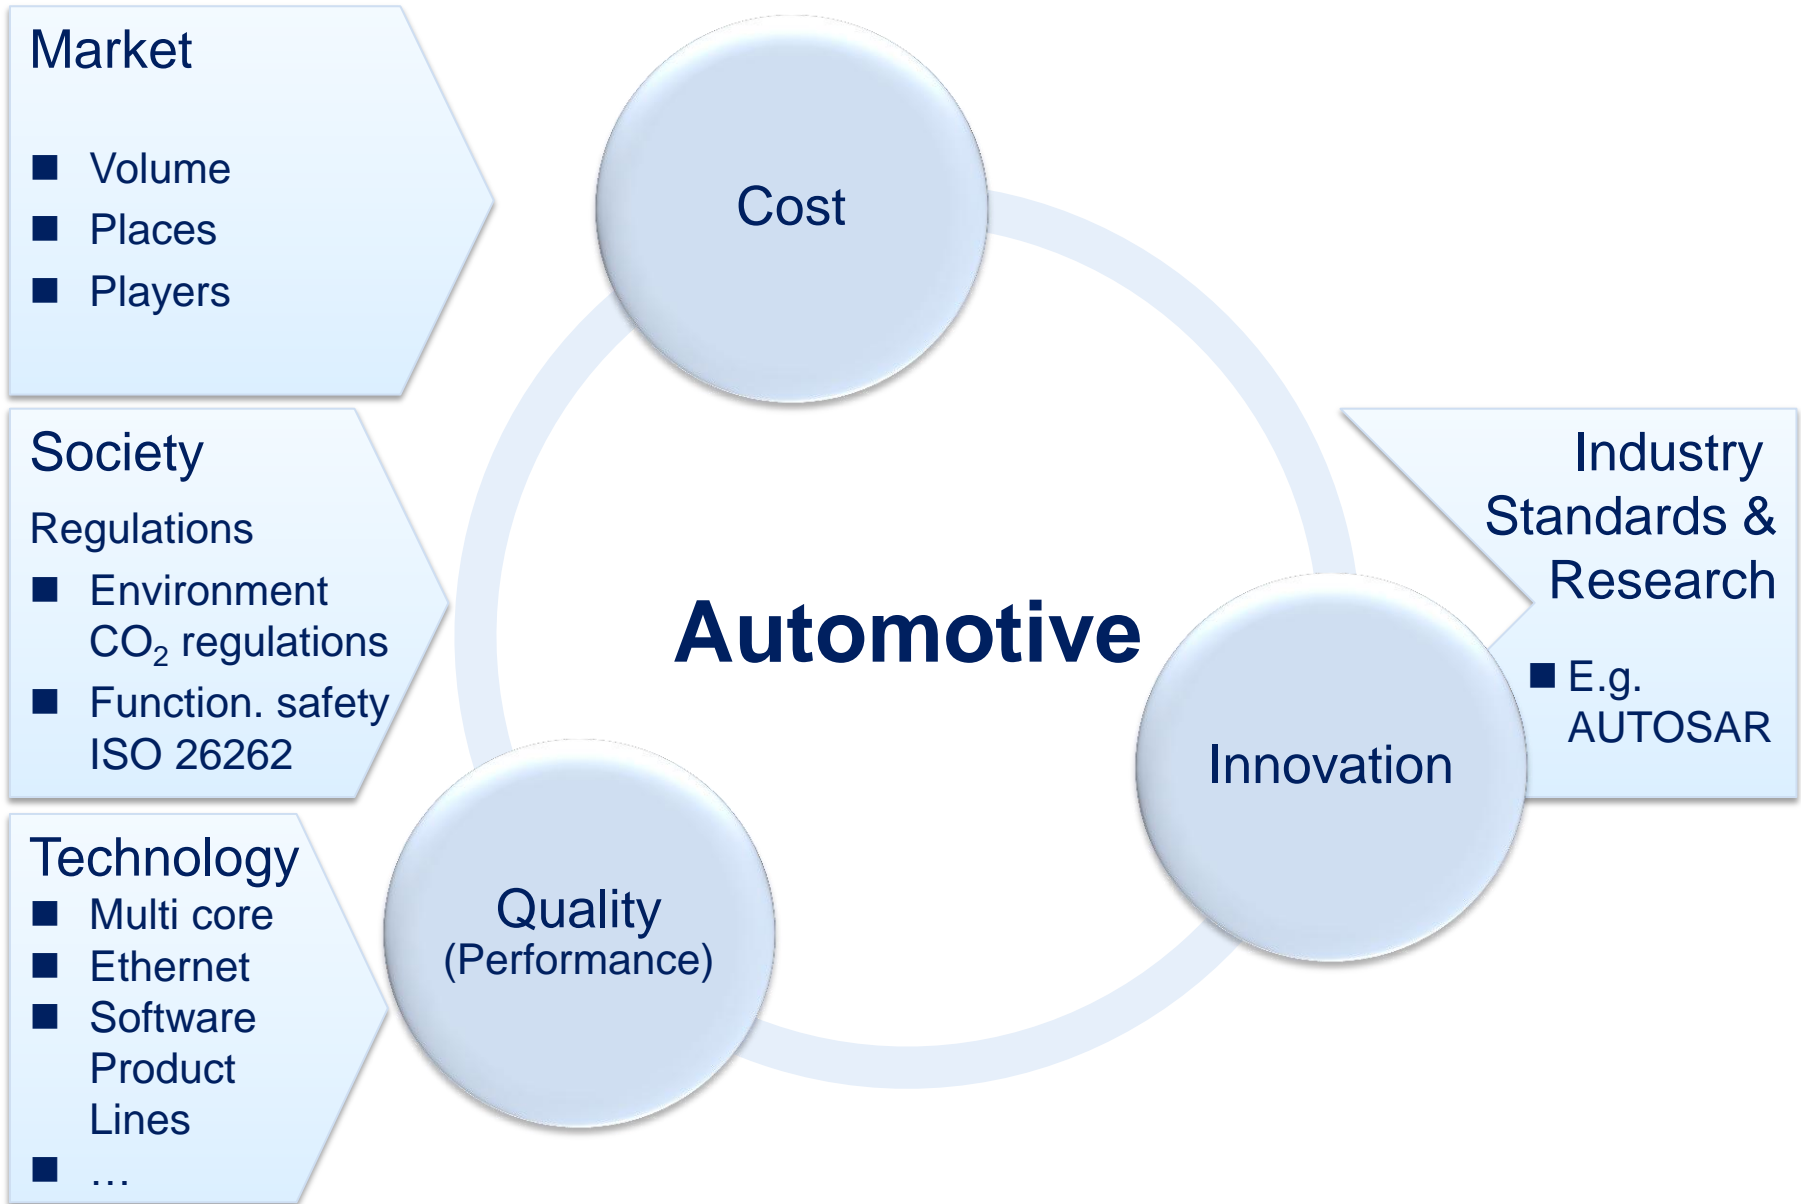 Market
■ Volume
■ Places
■ Players
Society
Regulations
■ Environment
CO₂ regulations
■ Function. safety
ISO 26262
Technology
■ Multi core
■ Ethernet
■ Software
Product
Lines
■ …
Cost
Automotive
Quality
(Performance)
Innovation
Industry
Standards &
Research
■ E.g.
AUTOSAR